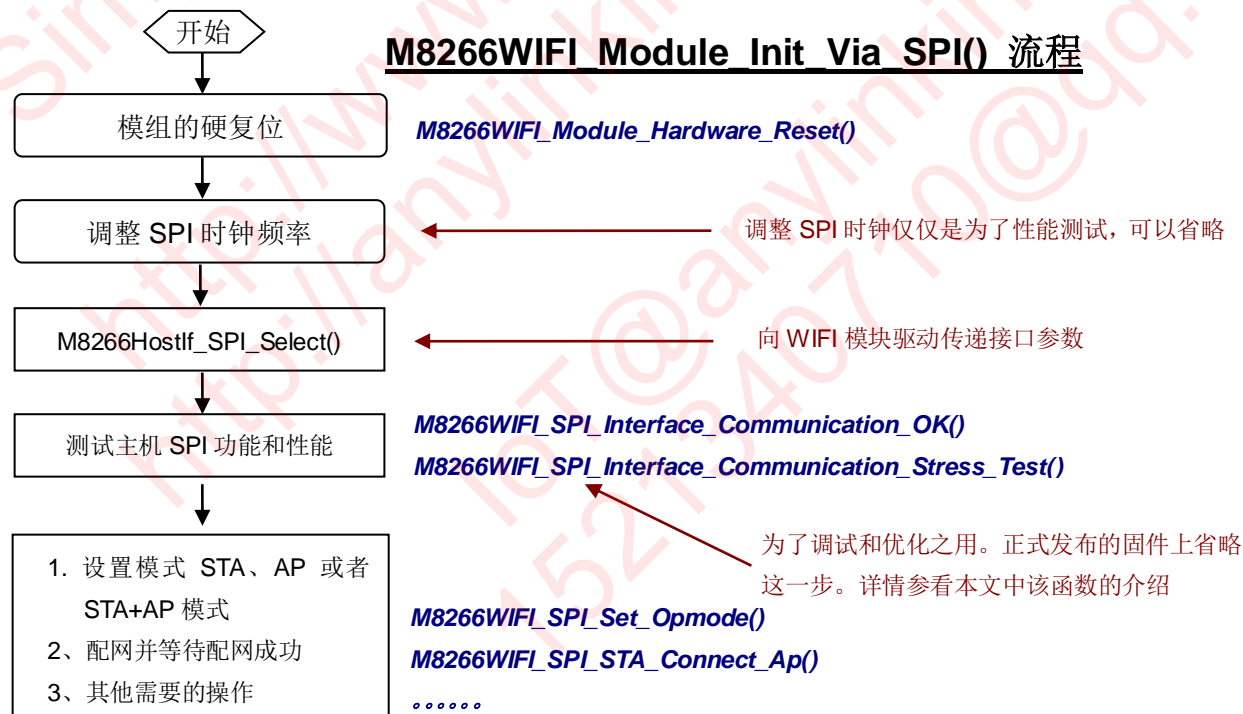 开始
M8266WIFI_Module_Init_Via_SPI() 流程
模组的硬复位
M8266WIFI_Module_Hardware_Reset()
调整 SPI 时钟频率
调整 SPI 时钟仅仅是为了性能测试,可以省略
M8266HostIf_SPI_Select()
向 WIFI 模块驱动传递接口参数
测试主机 SPI 功能和性能
M8266WIFI_SPI_Interface_Communication_OK()
M8266WIFI_SPI_Interface_Communication_Stress_Test()
为了调试和优化之用。正式发布的固件上省略
这一步。详情参看本文中该函数的介绍
1. 设置模式 STA、AP 或者
STA+AP 模式
2、配网并等待配网成功
3、其他需要的操作
M8266WIFI_SPI_Set_Opmode()
M8266WIFI_SPI_STA_Connect_Ap()
。。。。。。